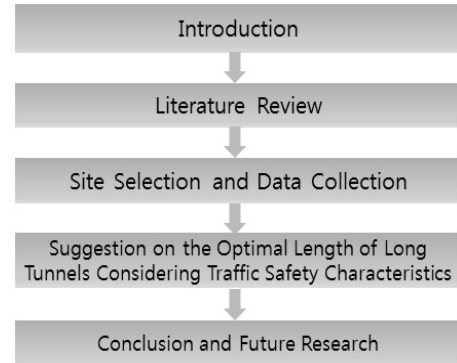 Introduction
Literature Review
Site Selection and Data Collection
Suggestion on the Optimal Length of Long
Tunnels Considering Traffic Safety Characteristics
Conclusion and Future Research